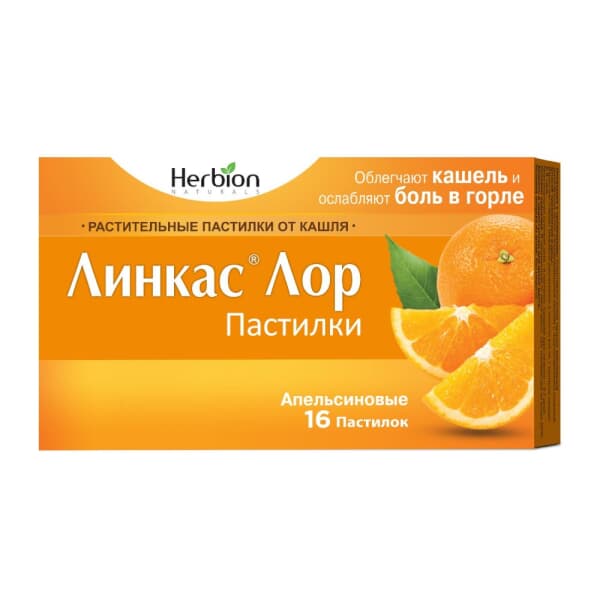 Herbion
NATURALS
Облегчают кашель и
ослабляют боль в горле
• РАСТИТЕЛЬНЫЕ ПАСТИЛКИ ОТ КАШЛЯ •
Линкас® Лор
Пастилки
Апельсиновые
16 Пастилок